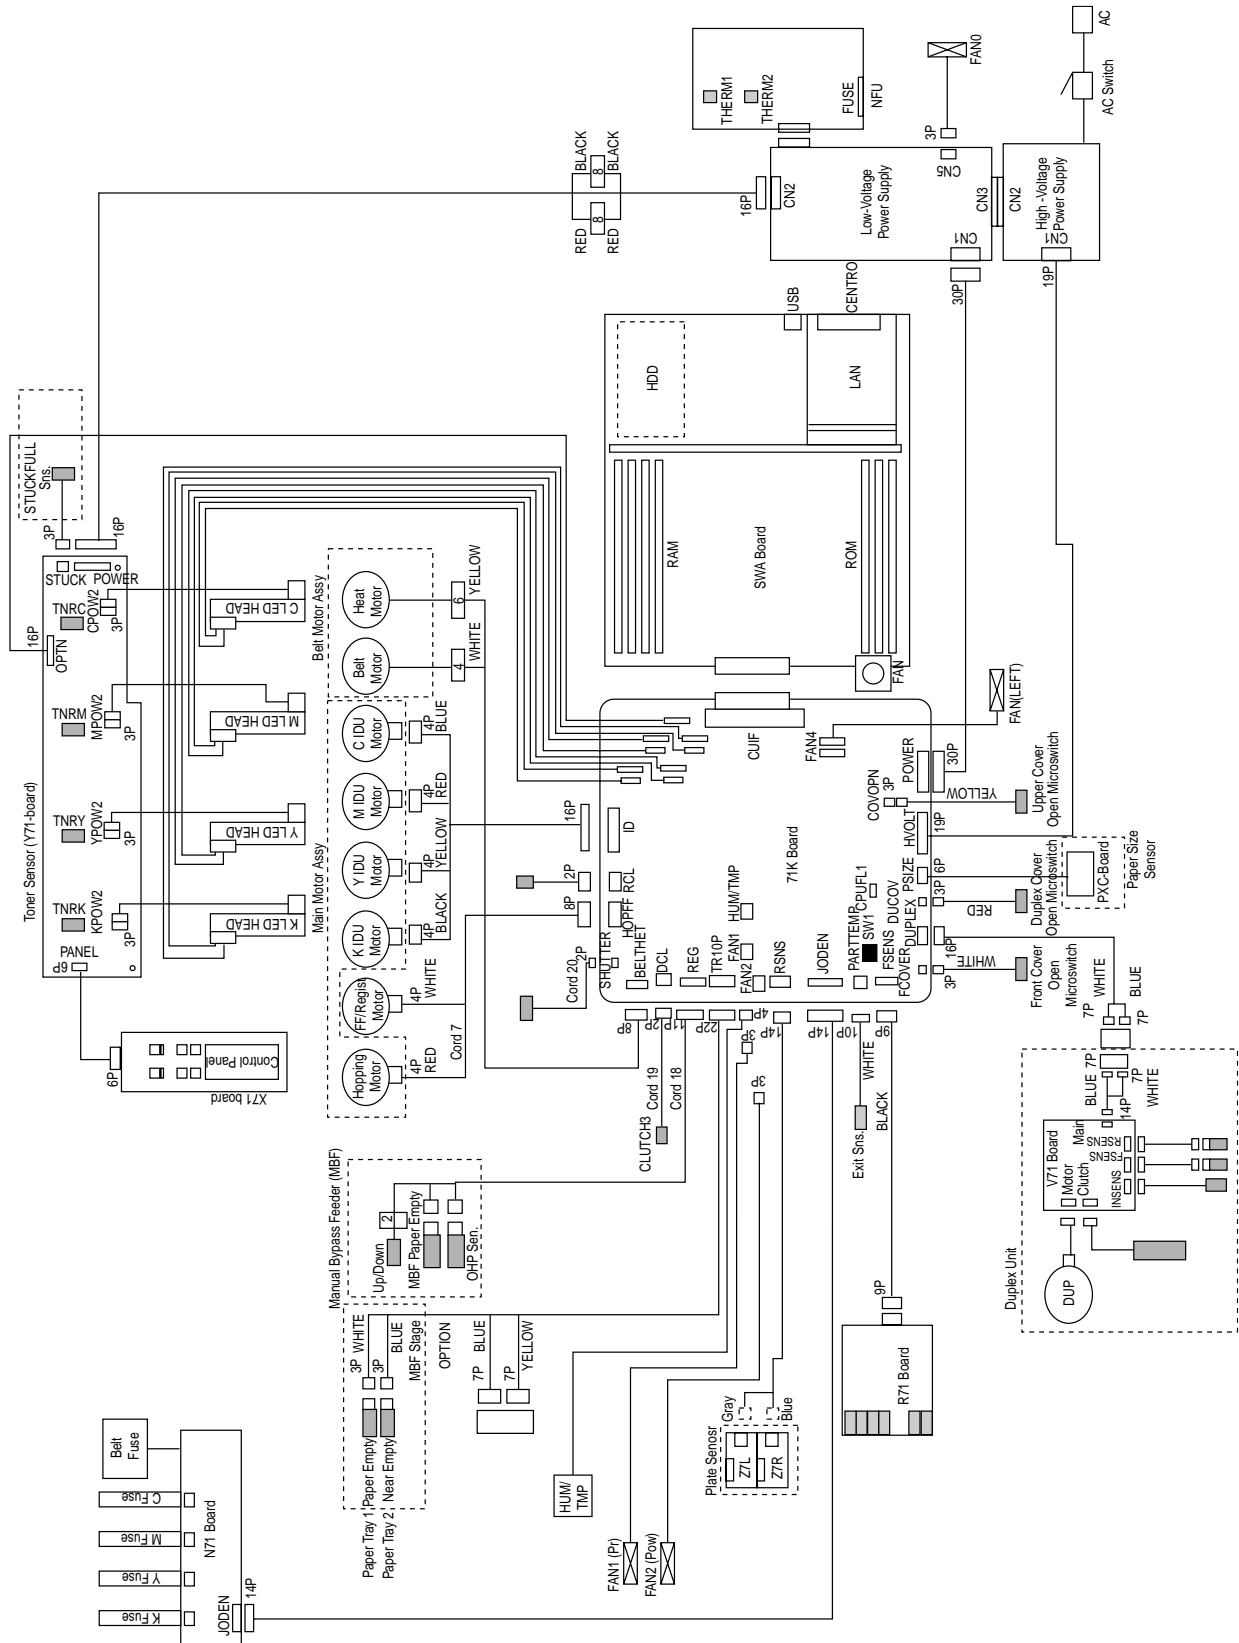 AC
AC Switch
FAN0
3P
CN5
THERM1
THERM2
FUSE
NFU
CN2
16P
Low-Voltage
Power Supply
CN1
CN3
CN2
High -Voltage
Power Supply
CN1
19P
30P
BLACK
8
BLACK
RED
8
RED
USB
CENTRO
HDD
LAN
RAM
SWA Board
ROM
FAN
STUCKFULL
Sns.
3P
16P
STUCK
POWER
Toner Sensor (Y71-board)
16P
OPTN
TNRC
CPOW2
3P
C LED HEAD
TNRM
MPOW2
3P
M LED HEAD
TNRY
YPOW2
3P
Y LED HEAD
TNRK
KPOW2
3P
K LED HEAD
PANEL
6P
6P
Control Panel
X71 board
Belt Motor Assy
Heat
Motor
6
YELLOW
Belt
Motor
4
WHITE
Main Motor Assy
C IDU
Motor
4P
BLUE
M IDU
Motor
4P
RED
Y IDU
Motor
4P
YELLOW
K IDU
Motor
4P
BLACK
FF/Regist
Motor
4P
WHITE
Hopping
Motor
4P
RED
Cord 7
16P
ID
2P
RCL
8P
HOPFF
2P
SHUTTER
Cord 20
CUIF
FAN4
FAN(LEFT)
71K Board
POWER
30P
COVOPN
3P
YELLOW
Upper Cover
Open Microswitch
HVOLT
19P
PSIZE
6P
PXC-Board
Paper Size
Sensor
DUCOV
3P
RED
Duplex Cover
Open Microswitch
DUPLEX
16P
FCOVER
3P
WHITE
Front Cover
Open
Microswitch
HUM/TMP
CPUFL1
SW1
PARTTEMP
FSENS
BELTHET
DCL
REG
TR10P
FAN1
FAN2
RSNS
JODEN
8P
2P
11P
22P
4P
3P
14P
3P
14P
10P
9P
WHITE
Exit Sns.
BLACK
9P
R71 Board
CLUTCH3
Cord 19
Cord 18
Manual Bypass Feeder (MBF)
Up/Down
2
MBF Paper Empty
OHP Sen.
3P
WHITE
3P
BLUE
MBF Stage
OPTION
Paper Tray 1
Paper Empty
Paper Tray 2
Near Empty
7P
BLUE
7P
YELLOW
HUM/
TMP
FAN1 (Pr)
FAN2 (Pow)
Plate Senosr
Gray
Blue
Z7L
Z7R
Belt
Fuse
C Fuse
M Fuse
Y Fuse
K Fuse
N71 Board
JODEN
14P
7P
WHITE
7P
BLUE
Duplex Unit
BLUE
7P
14P
7P
WHITE
V71 Board
Main
Motor
Clutch
INSENS
FSENS
RSENS
DUP